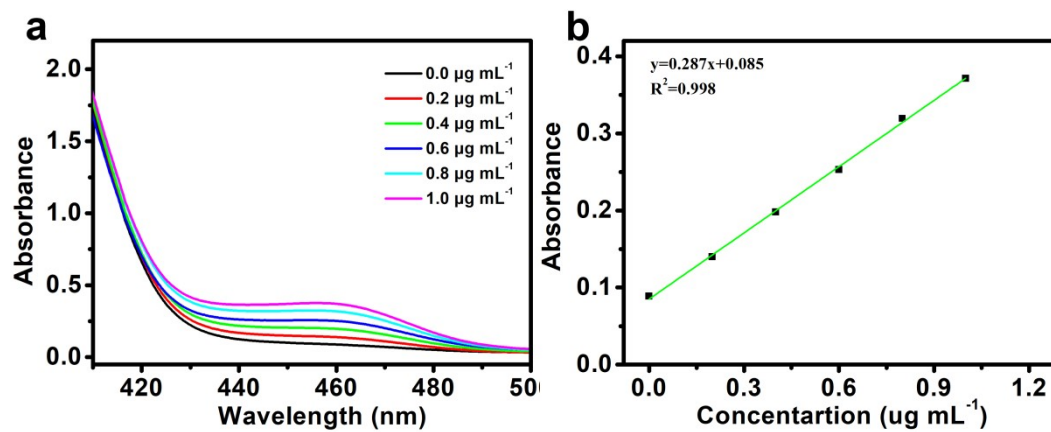 a
Absorbance
2.0
1.5
1.0
0.5
0.0
420
440
460
480
500
Wavelength (nm)
0.0 µg mL⁻¹
0.2 µg mL⁻¹
0.4 µg mL⁻¹
0.6 µg mL⁻¹
0.8 µg mL⁻¹
1.0 µg mL⁻¹
b
Absorbance
0.4
0.3
0.2
0.1
0.0
0.0
0.3
0.6
0.9
1.2
Concentartion (ug mL⁻¹)
y=0.287x+0.085
R²=0.998